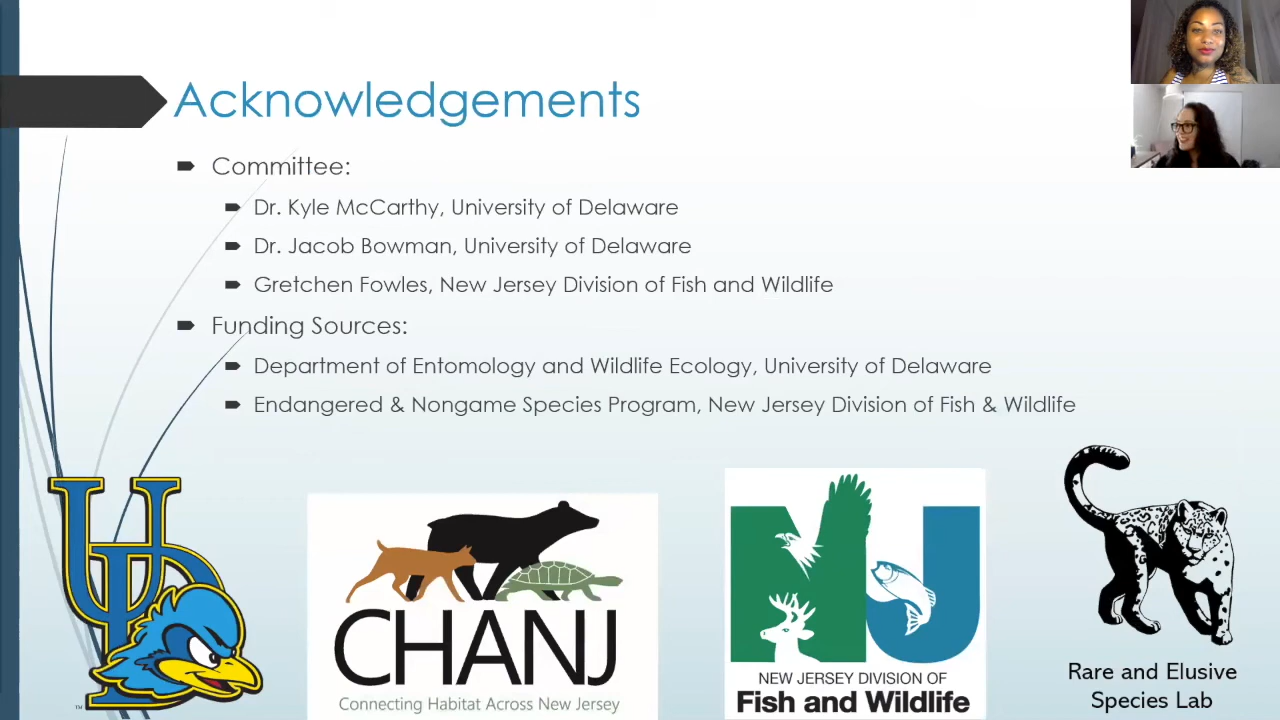 Acknowledgements
Committee:
Dr. Kyle McCarthy, University of Delaware
Dr. Jacob Bowman, University of Delaware
Gretchen Fowles, New Jersey Division of Fish and Wildlife
Funding Sources:
Department of Entomology and Wildlife Ecology, University of Delaware
Endangered & Nongame Species Program, New Jersey Division of Fish & Wildlife
UD
TM
CHANJ
Connecting Habitat Across New Jersey
NJ
NEW JERSEY DIVISION OF
Fish and Wildlife
Rare and Elusive
Species Lab